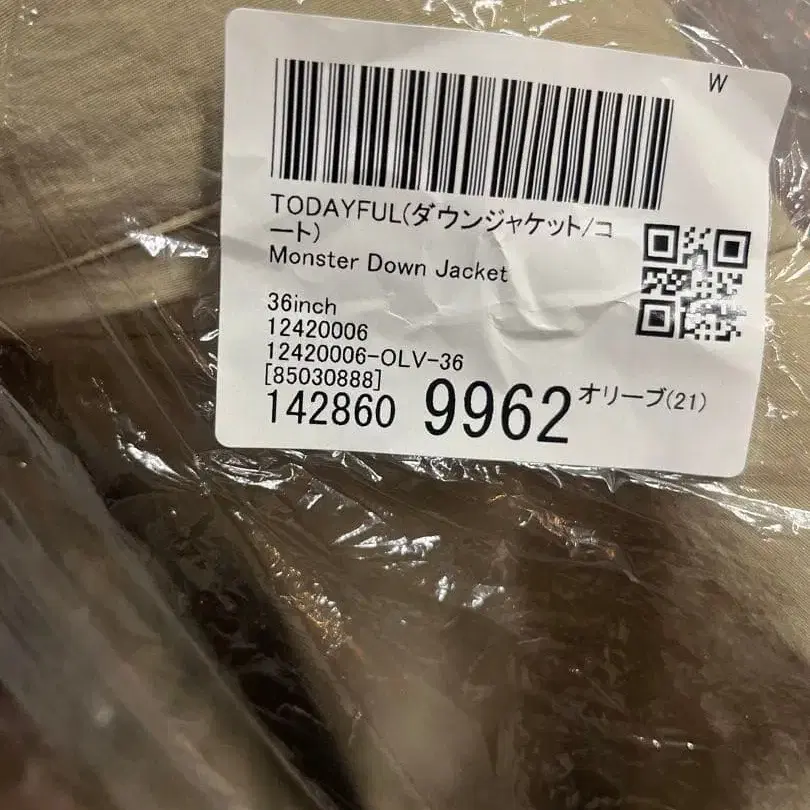 W
TODAYFUL(ダウンジャケット/コ
ート)
Monster Down Jacket
36inch
12420006
12420006-OLV-36
[85030888]
142860 9962 オリーブ(21)